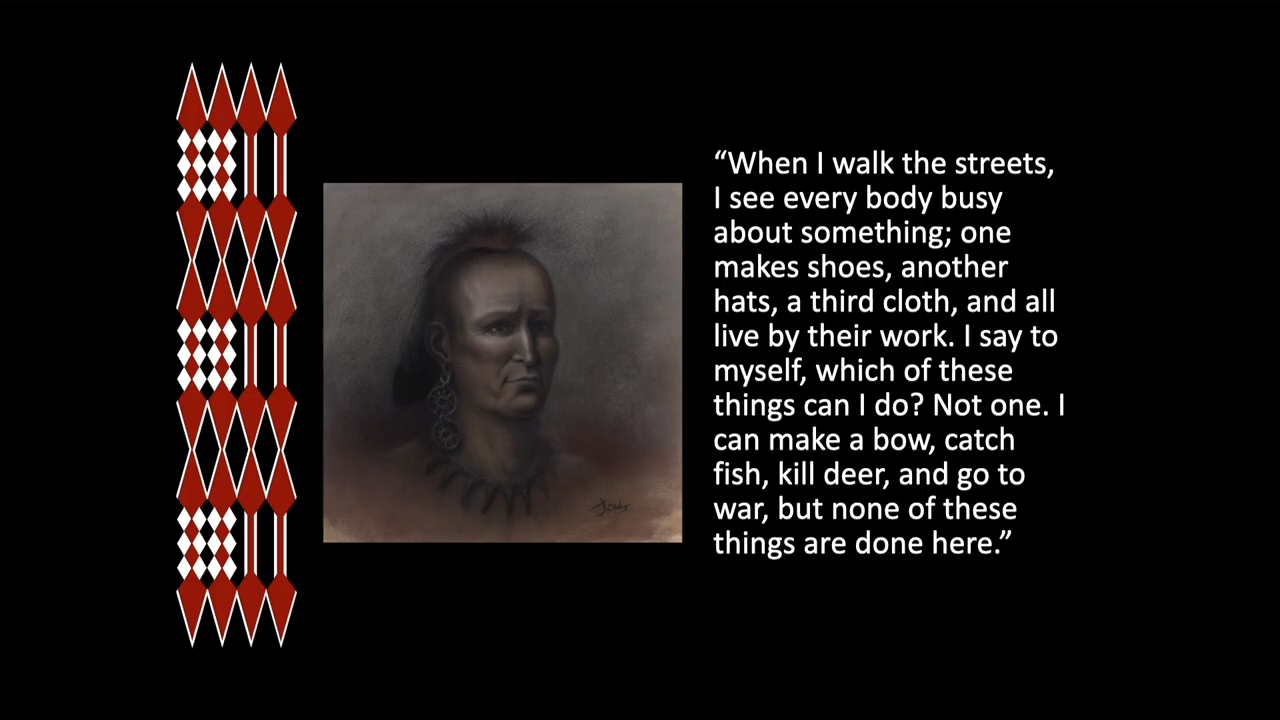 “When I walk the streets,
I see every body busy
about something; one
makes shoes, another
hats, a third cloth, and all
live by their work. I say to
myself, which of these
things can I do? Not one. I
can make a bow, catch
fish, kill deer, and go to
war, but none of these
things are done here.”